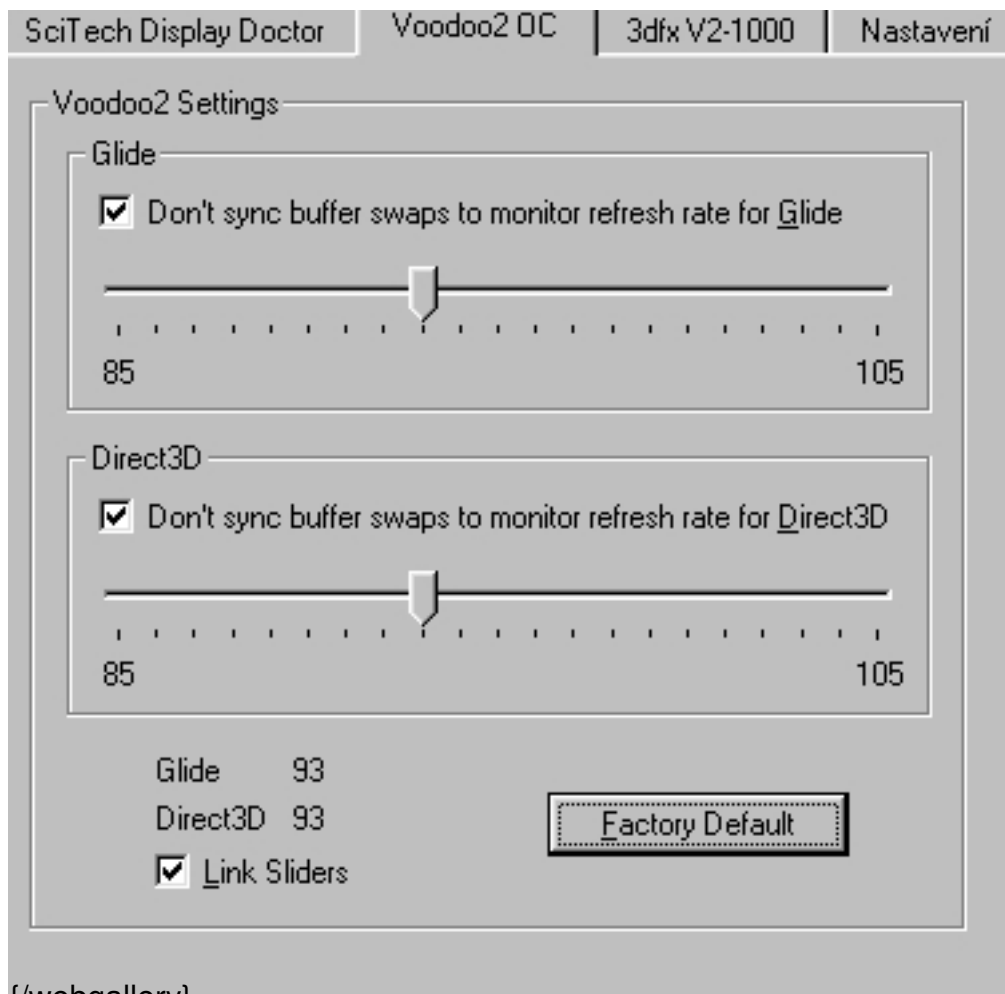 SciTech Display Doctor Voodoo2 OC 3dfx V2-1000 Nastavení
Voodoo2 Settings
Glide
Don't sync buffer swaps to monitor refresh rate for Glide
85 105
Direct3D
Don't sync buffer swaps to monitor refresh rate for Direct3D
85 105
Glide 93
Direct3D 93
Factory Default
Link Sliders
{/webgallery}